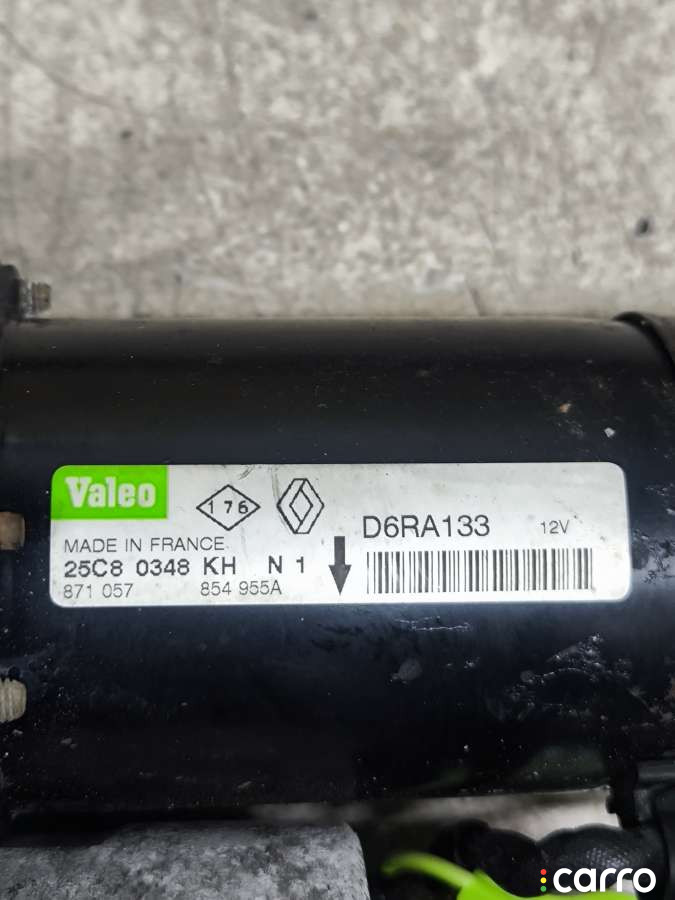 Valeo
176
D6RA133 12V
MADE IN FRANCE
25C8 0348 KH N 1
871 057 854 955A
carro